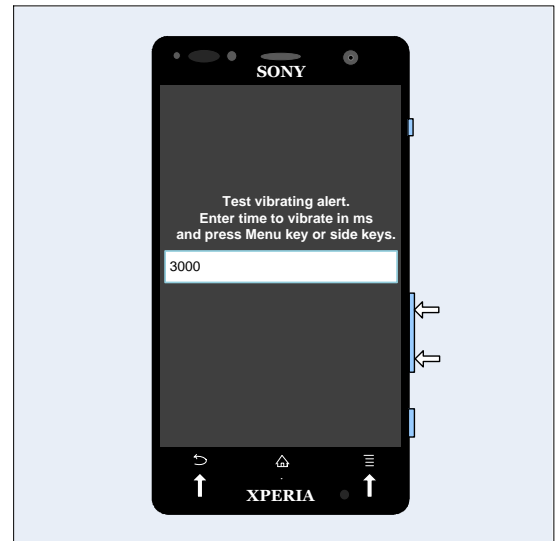 SONY
Test vibrating alert.
Enter time to vibrate in ms
and press Menu key or side keys.
3000
XPERIA